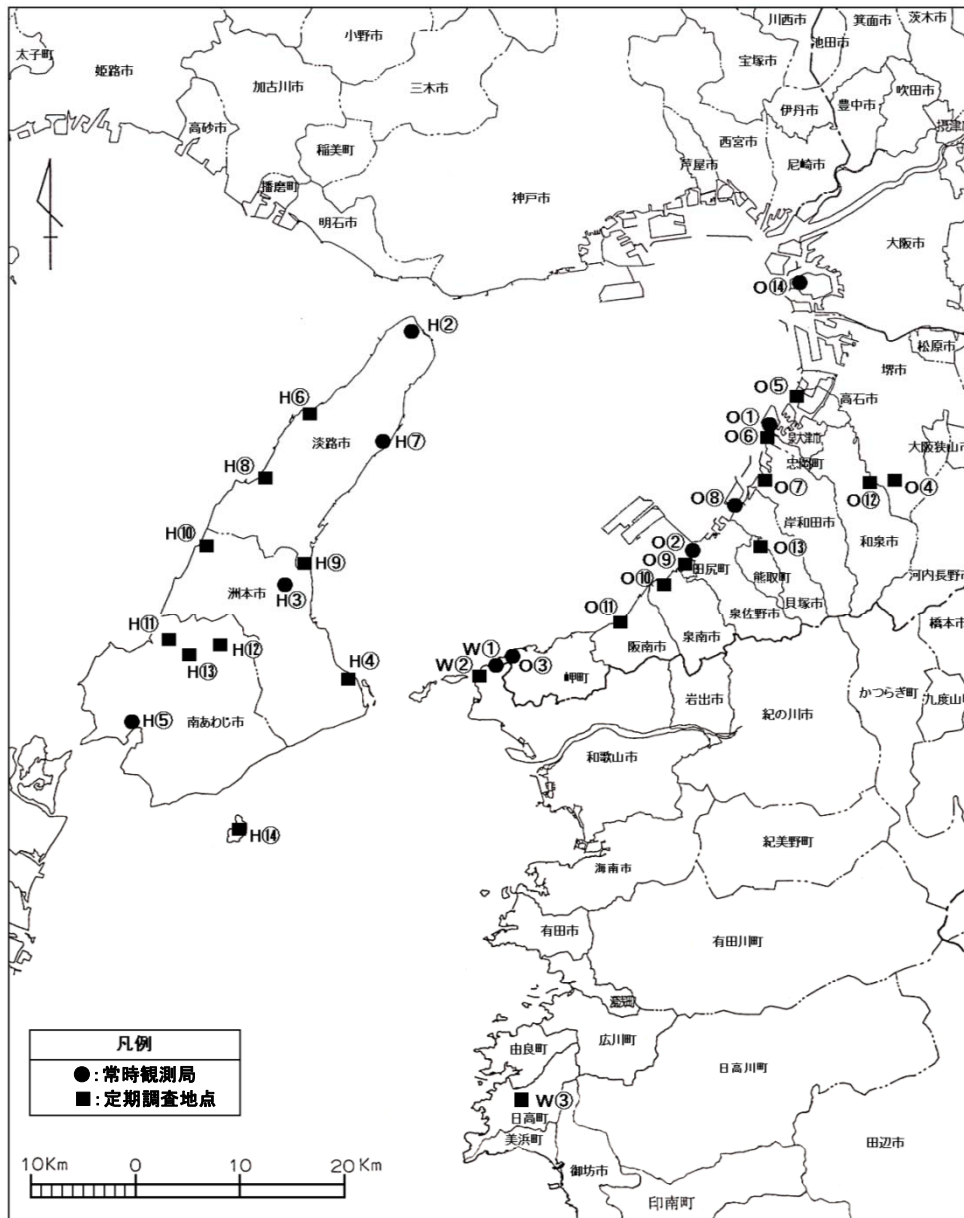 小野市
川西市
箕面市
茨木市
太子町
池田市
姫路市
宝塚市
加古川市
三木市
豊中市
吹田市
伊丹市
高砂市
摂津市
西宮市
稲美町
芦屋市
尼崎市
播磨町
神戸市
明石市
大阪市
O⑭
H②
松原市
堺市
O⑤
高石市
H⑥
淡路市
O①
泉大津市
H⑦
O⑥
大阪狭山市
忠岡町
H⑧
O⑦
O⑫
O④
O⑧
岸和田市
H⑩
O②
和泉市
O⑬
H⑨
O⑨
田尻町
能取町
河内長野市
洲本市
H③
O⑩
貝塚市
泉佐野市
O⑪
橋本市
H⑪
阪南市
泉南市
H⑫
W①
H⑬
W②
O③
H④
岬町
かつらぎ町
岩出市
紀の川市
九度山町
H⑤
南あわじ市
和歌山市
H⑭
紀美野町
海南市
有田市
有田川町
凡例
●:常時観測局
■:定期調査地点
由良町
広川町
日高川町
W③
日高町
美浜町
田辺市
10Km 0 10 20Km
御坊市
印南町